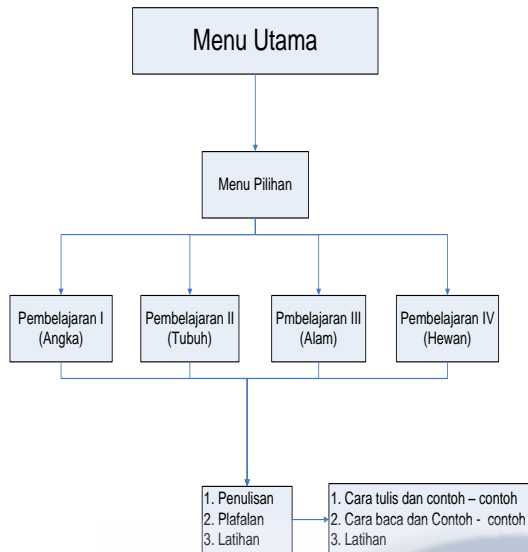 Menu Utama
Menu Pilihan
Pembelajaran I
(Angka)
Pembelajaran II
(Tubuh)
Pmbelajaran III
(Alam)
Pembelajaran IV
(Hewan)
1. Penulisan
2. Plafalan
3. Latihan
1. Cara tulis dan contoh – contoh
2. Cara baca dan Contoh - contoh
3. Latihan